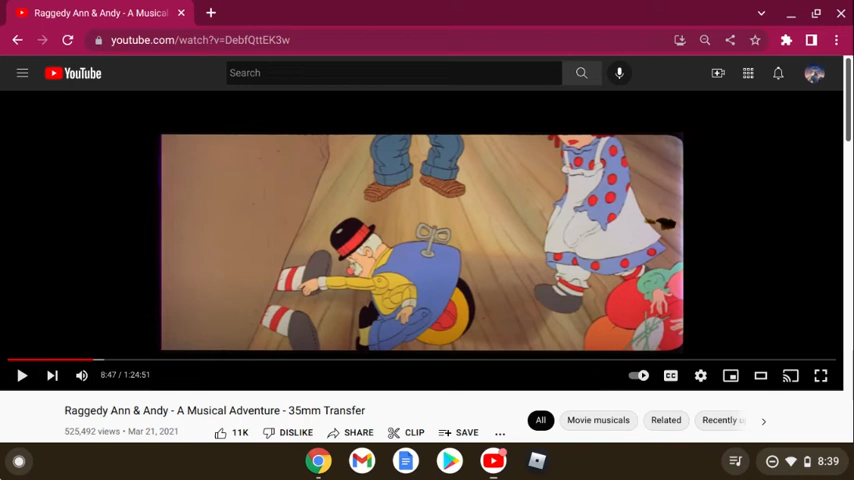 Raggedy Ann & Andy - A Musical
youtube.com/watch?v=DebfQttEK3w
YouTube
Search
8:47 / 1:24:51
CC
Raggedy Ann & Andy - A Musical Adventure - 35mm Transfer
All Movie musicals Related Recently
525,492 views • Mar 21, 2021
11K DISLIKE SHARE CLIP SAVE ...
8:39